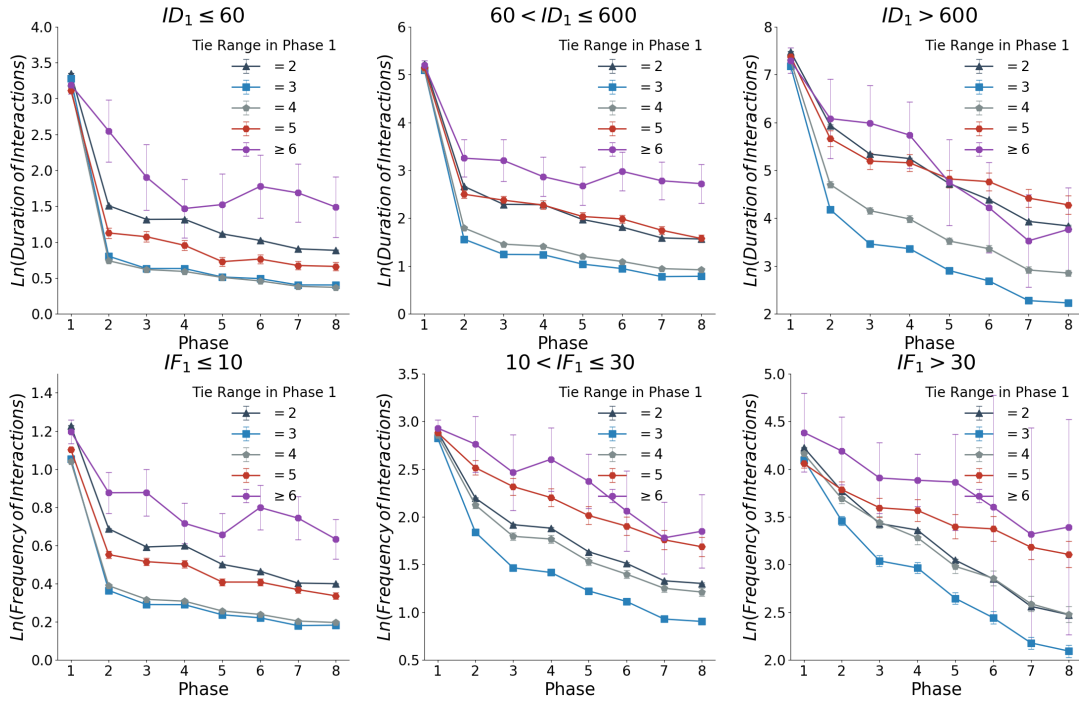 ID₁ ≤ 60
Ln(Duration of Interactions)
4.0
3.5
3.0
2.5
2.0
1.5
1.0
0.5
0.0
Tie Range in Phase 1
= 2
= 3
= 4
= 5
≥ 6
1 2 3 4 5 6 7 8
Phase
60 < ID₁ ≤ 600
Ln(Duration of Interactions)
6
5
4
3
2
1
0
Tie Range in Phase 1
= 2
= 3
= 4
= 5
≥ 6
1 2 3 4 5 6 7 8
Phase
ID₁ > 600
Ln(Duration of Interactions)
8
7
6
5
4
3
2
Tie Range in Phase 1
= 2
= 3
= 4
= 5
≥ 6
1 2 3 4 5 6 7 8
Phase
IF₁ ≤ 10
Ln(Frequency of Interactions)
1.4
1.2
1.0
0.8
0.6
0.4
0.2
0.0
Tie Range in Phase 1
= 2
= 3
= 4
= 5
≥ 6
1 2 3 4 5 6 7 8
Phase
10 < IF₁ ≤ 30
Ln(Frequency of Interactions)
3.5
3.0
2.5
2.0
1.5
1.0
0.5
Tie Range in Phase 1
= 2
= 3
= 4
= 5
≥ 6
1 2 3 4 5 6 7 8
Phase
IF₁ > 30
Ln(Frequency of Interactions)
5.0
4.5
4.0
3.5
3.0
2.5
2.0
Tie Range in Phase 1
= 2
= 3
= 4
= 5
≥ 6
1 2 3 4 5 6 7 8
Phase